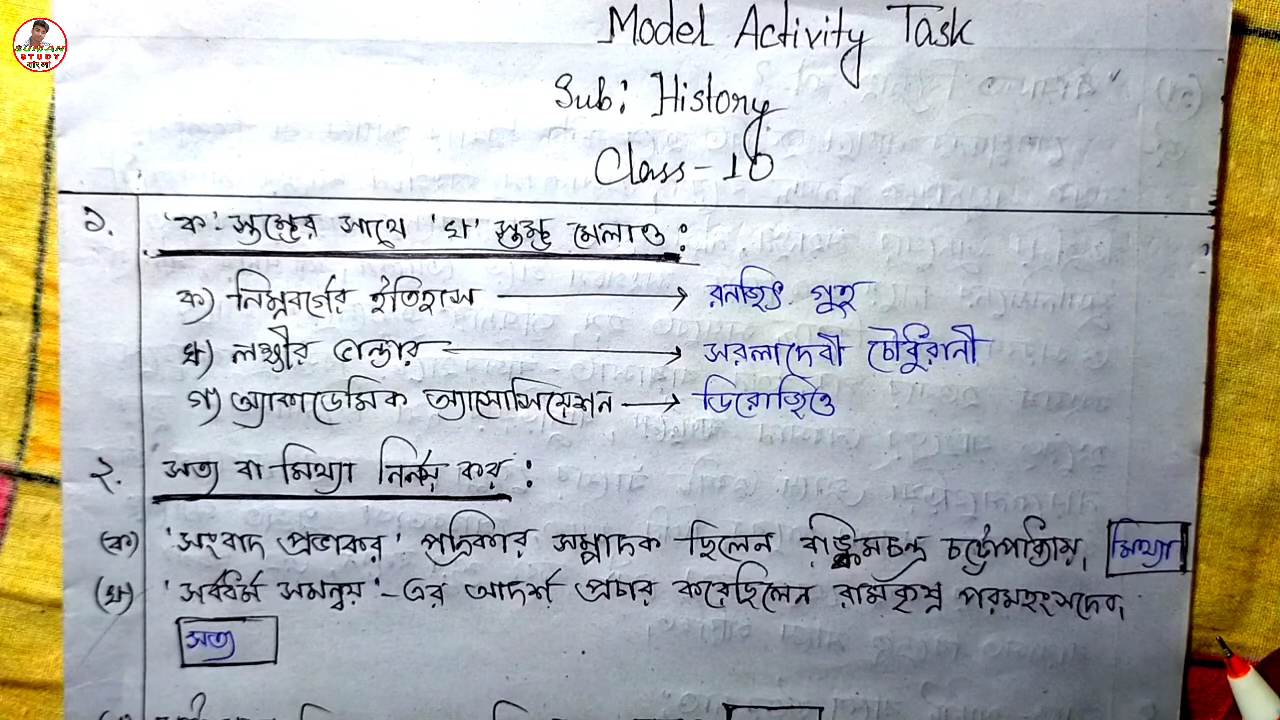 Model Activity Task
Sub: History
Class-10
STUDY
বাংলা
১. 'ক' স্তম্ভের সাথে 'খ' স্তম্ভ মেলাও :
ক) নিম্নবর্গের ইতিহাস → রনজিৎ গুহ
খ) লক্ষ্মীর ভান্ডার → সরলাদেবী চৌধুরানী
গ) অ্যাকাডেমিক অ্যাসোসিয়েশন → ডিরোজিও
২. সত্য বা মিথ্যা নির্নয় কর :
(ক) 'সংবাদ প্রভাকর' পত্রিকার সম্পাদক ছিলেন বঙ্কিমচন্দ্র চট্টোপাধ্যায়। মিথ্যা
(খ) 'সর্বধর্ম সমন্বয়'-এর আদর্শ প্রচার করেছিলেন রামকৃষ্ণ পরমহংসদেব।
সত্য